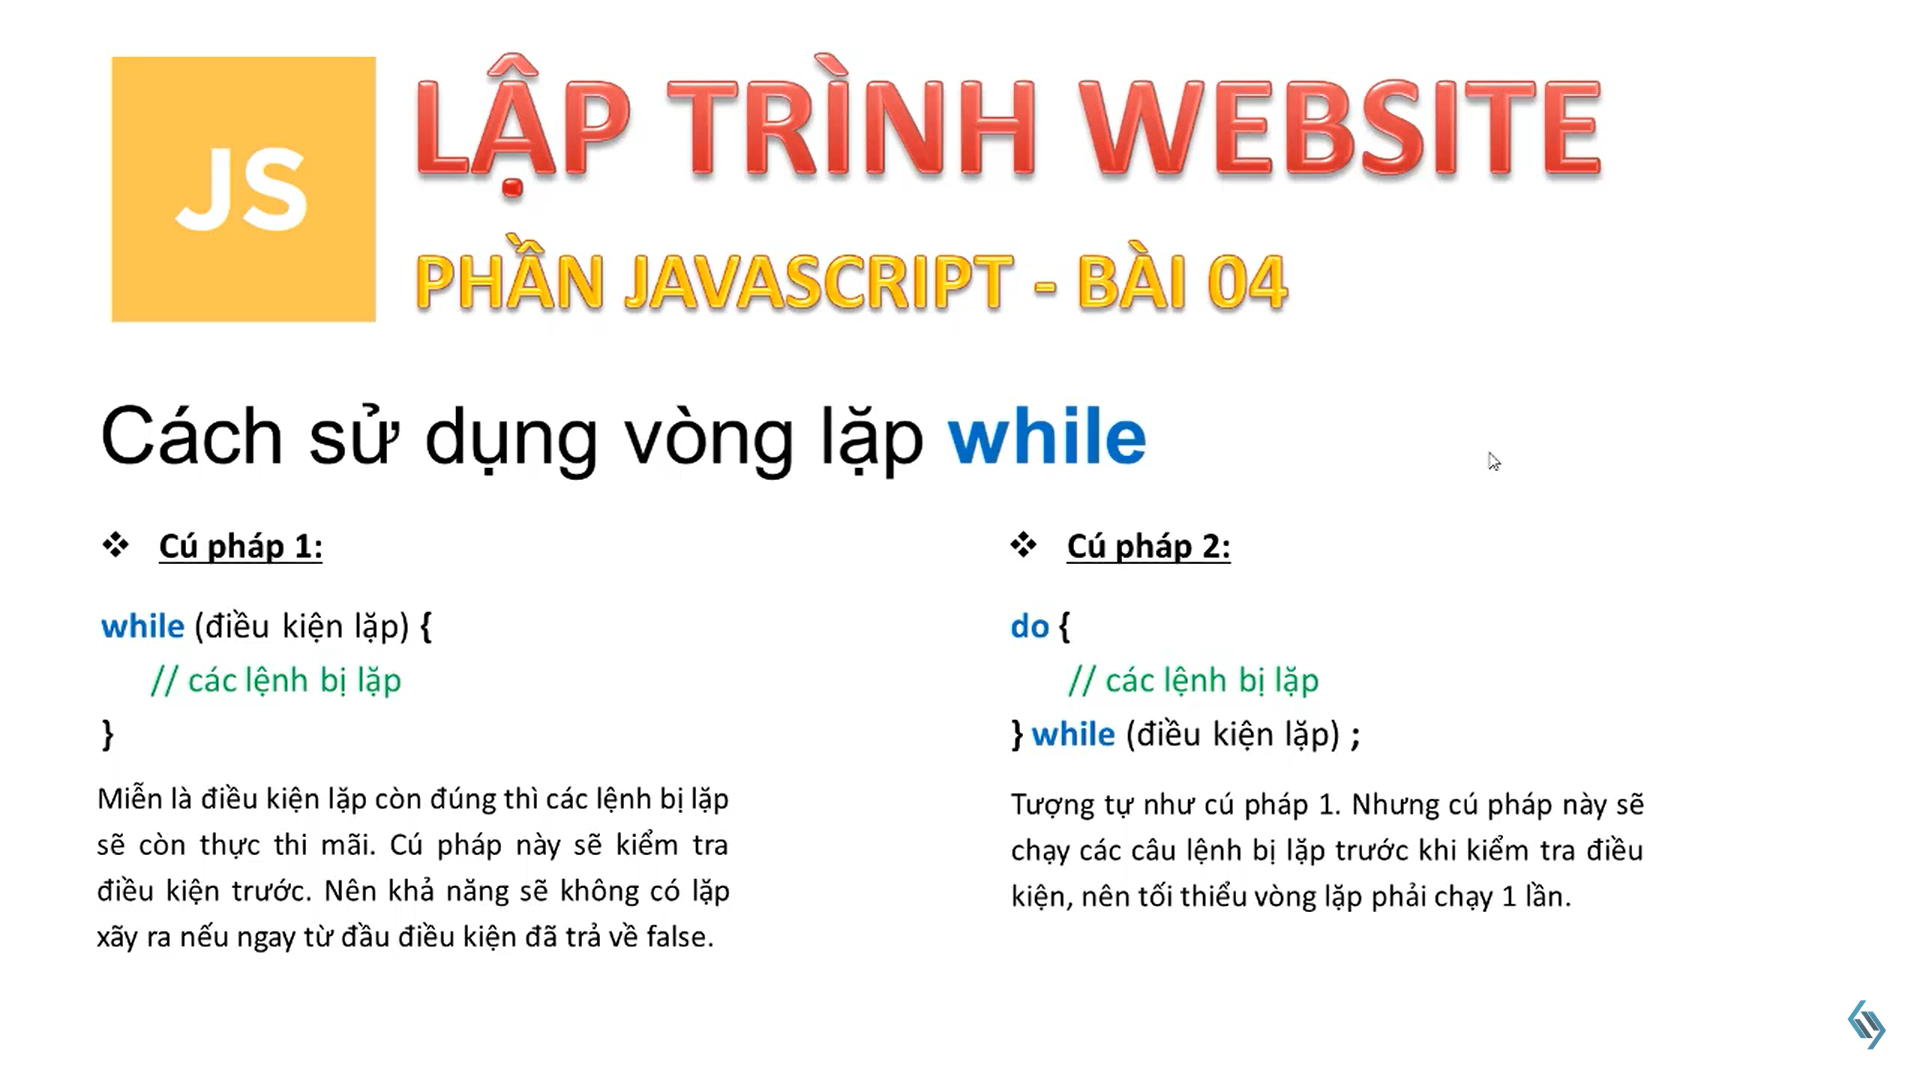 JS
LẬP TRÌNH WEBSITE
PHẦN JAVASCRIPT - BÀI 04
Cách sử dụng vòng lặp while
❖ Cú pháp 1:
while (điều kiện lặp) {
// các lệnh bị lặp
}
Miễn là điều kiện lặp còn đúng thì các lệnh bị lặp
sẽ còn thực thi mãi. Cú pháp này sẽ kiểm tra
điều kiện trước. Nên khả năng sẽ không có lặp
xãy ra nếu ngay từ đầu điều kiện đã trả về false.
❖ Cú pháp 2:
do {
// các lệnh bị lặp
} while (điều kiện lặp) ;
Tượng tự như cú pháp 1. Nhưng cú pháp này sẽ
chạy các câu lệnh bị lặp trước khi kiểm tra điều
kiện, nên tối thiểu vòng lặp phải chạy 1 lần.